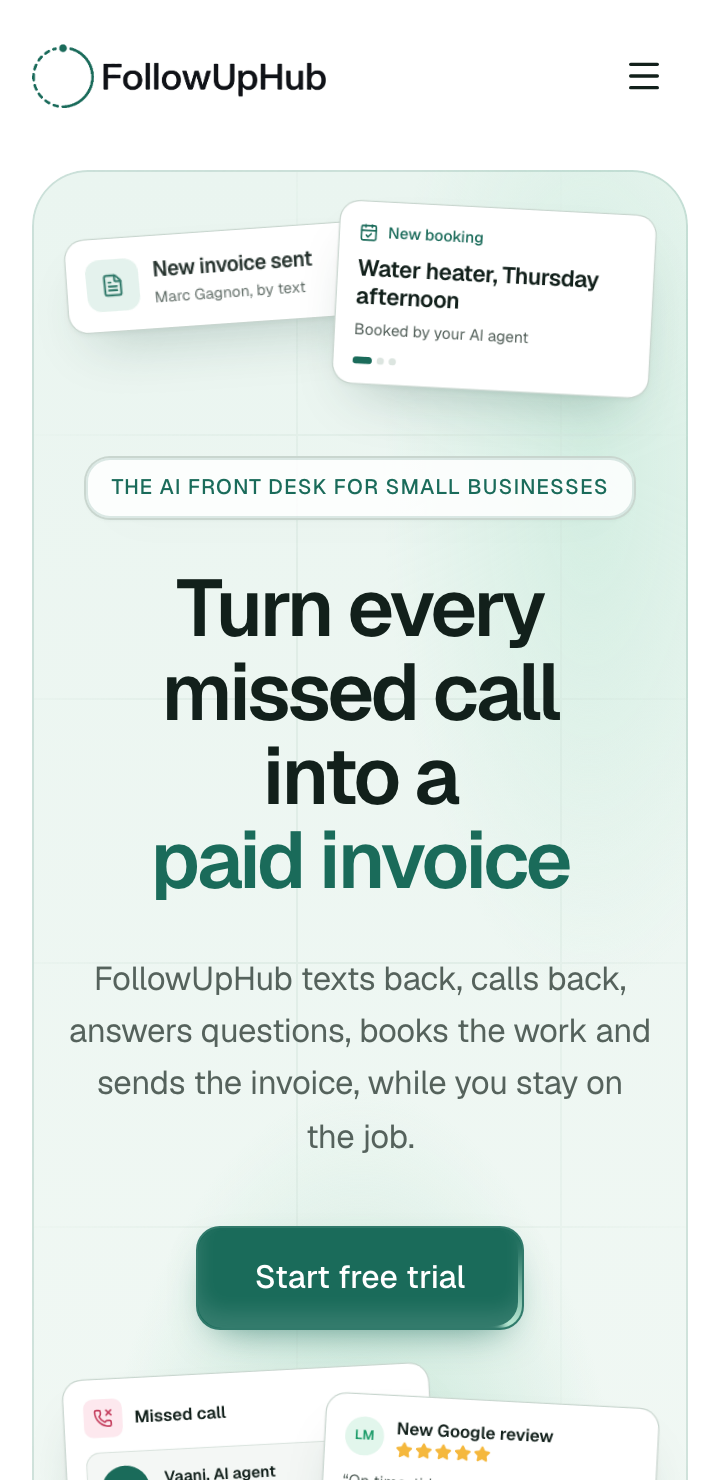 FollowUpHub
New invoice sent
Marc Gagnon, by text
New booking
Water heater, Thursday
afternoon
Booked by your AI agent
THE AI FRONT DESK FOR SMALL BUSINESSES
Turn every
missed call
into a
paid invoice
FollowUpHub texts back, calls back,
answers questions, books the work and
sends the invoice, while you stay on
the job.
Start free trial
Missed call
Vaani, AI agent
LM
New Google review